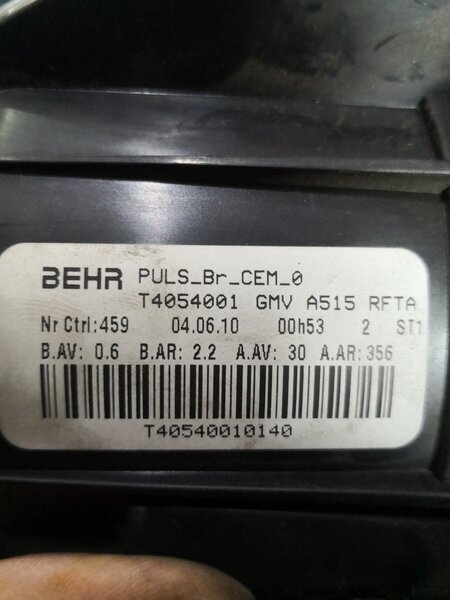 BEHR PULS_Br_CEM_0
T4054001 GMV A515 RFTA
Nr Ctrl:459 04.06.10 00h53 2 ST1
B.AV: 0.6 B.AR: 2.2 A.AV: 30 A.AR:356
T40540010140